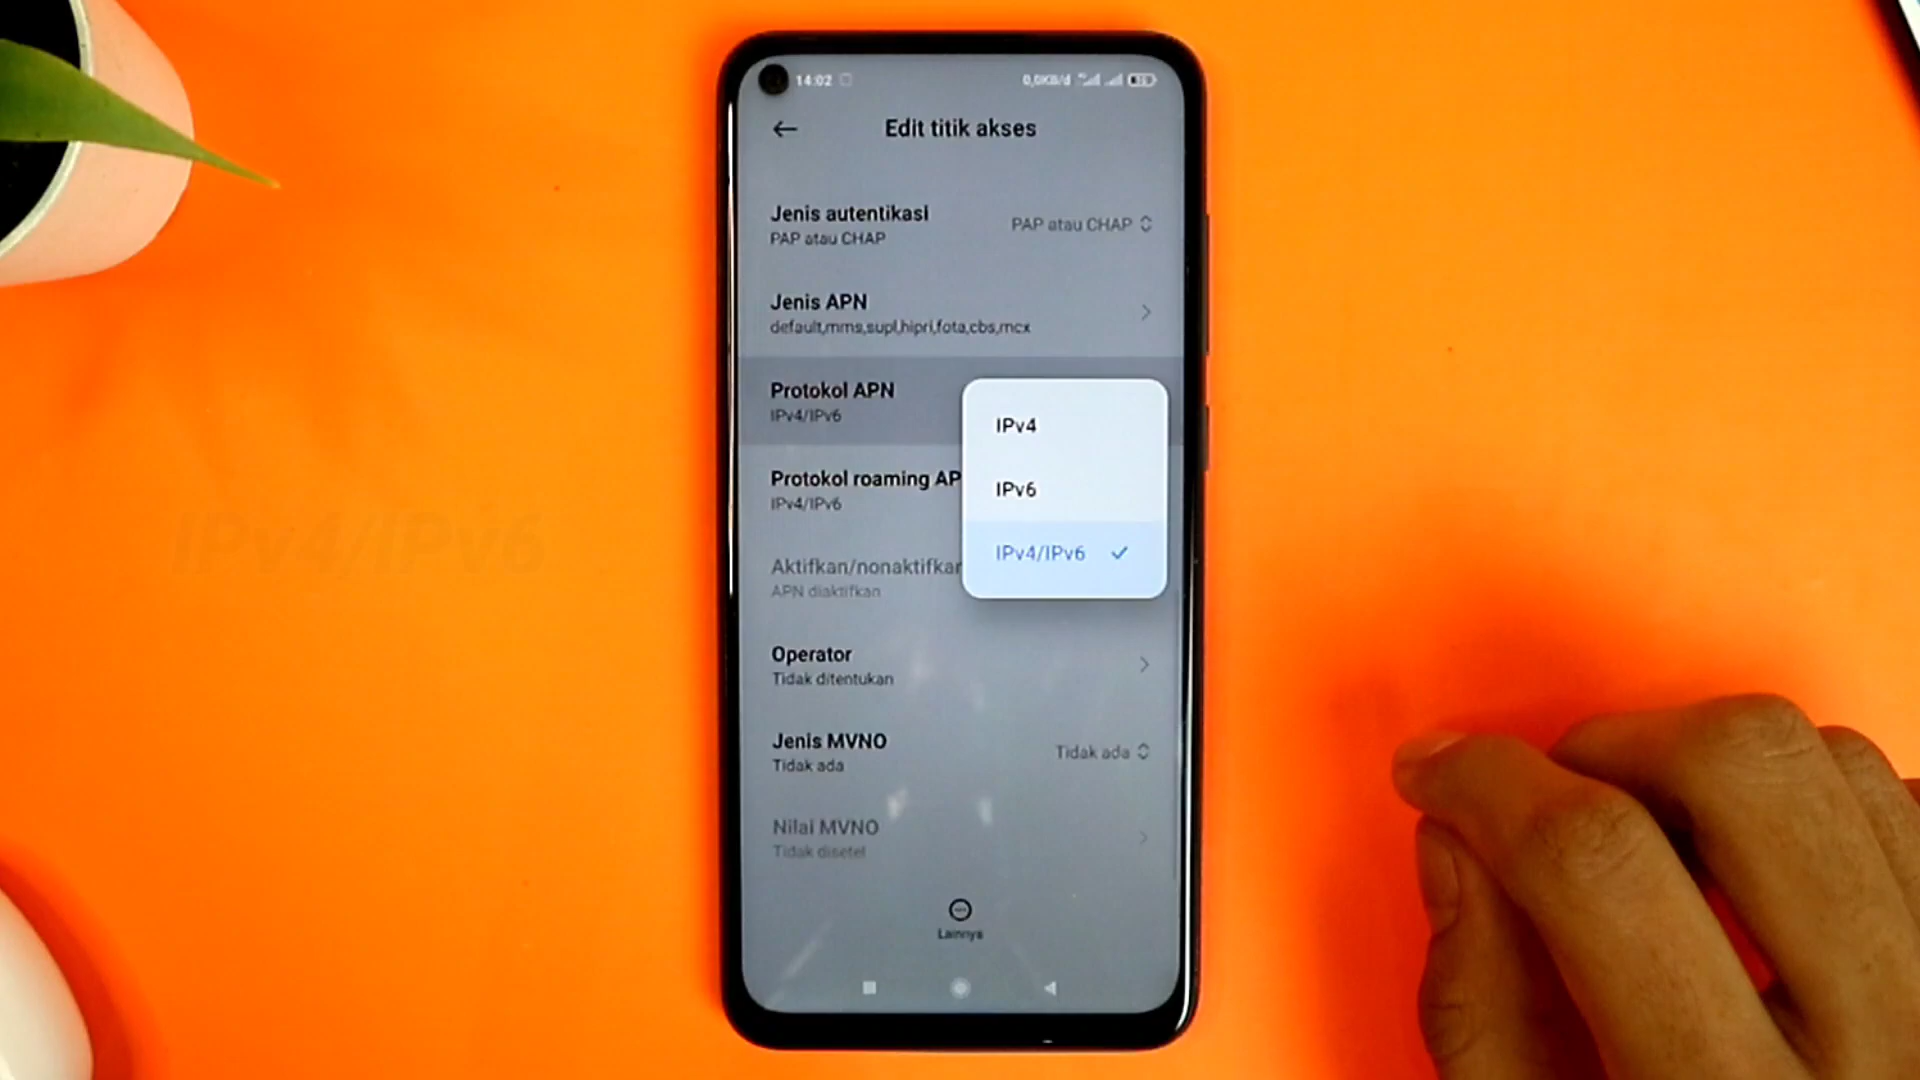 14:02
0,0KB/d
Edit titik akses
Jenis autentikasi
PAP atau CHAP
PAP atau CHAP
Jenis APN
default,mms,supl,hipri,fota,cbs,mcx
Protokol APN
IPv4/IPv6
IPv4
IPv6
IPv4/IPv6
Protokol roaming AP
IPv4/IPv6
Aktifkan/nonaktifkan
APN diaktifkan
Operator
Tidak ditentukan
Jenis MVNO
Tidak ada
Tidak ada
Nilai MVNO
Tidak disetel
Lainnya
IPv4/IPv6